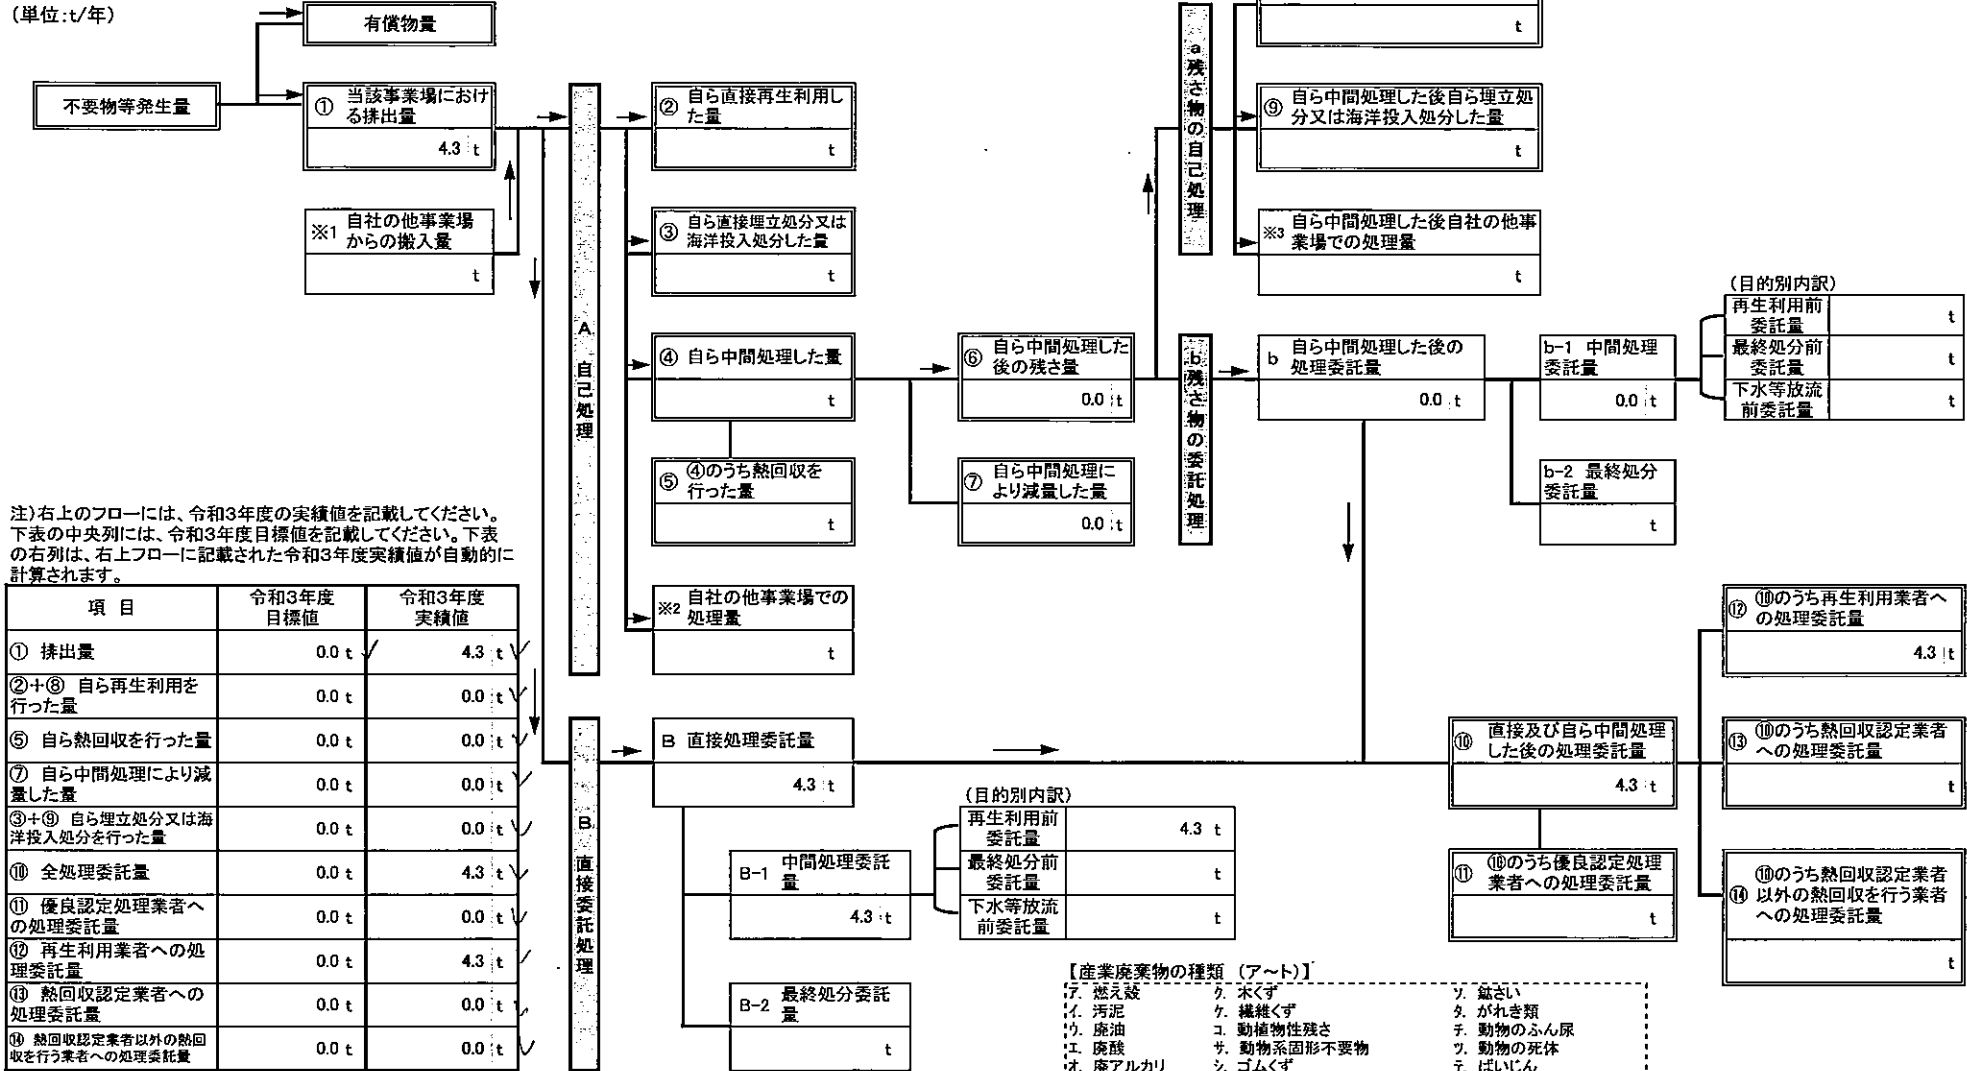 (単位:t/年)
有償物量
不要物等発生量
① 当該事業場におけ
る排出量
4.3 t
※1 自社の他事業場
からの搬入量
t
A 自己処理
② 自ら直接再生利用し
た量
t
③ 自ら直接埋立処分又は
海洋投入処分した量
t
④ 自ら中間処理した量
t
⑤ ④のうち熱回収を
行った量
t
※2 自社の他事業場での
処理量
t
⑥ 自ら中間処理した
後の残さ量
0.0 t
⑦ 自ら中間処理に
より減量した量
0.0 t
a 残さ物の自己処理
t
⑨ 自ら中間処理した後自ら埋立処
分又は海洋投入処分した量
t
※3 自ら中間処理した後自社の他事
業場での処理量
t
b 残さ物の委託処理
b 自ら中間処理した後の
処理委託量
0.0 t
b-1 中間処理
委託量
0.0 t
(目的別内訳)
再生利用前
委託量
t
最終処分前
委託量
t
下水等放流
前委託量
t
b-2 最終処分
委託量
t
注)右上のフローには、令和3年度の実績値を記載してください。
下表の中央列には、令和3年度目標値を記載してください。下表
の右列は、右上フローに記載された令和3年度実績値が自動的に
計算されます。
項 目 令和3年度 目標値 令和3年度 実績値
① 排出量 0.0 t 4.3 t
②+⑧ 自ら再生利用を
行った量 0.0 t 0.0 t
⑤ 自ら熱回収を行った量 0.0 t 0.0 t
⑦ 自ら中間処理により減
量した量 0.0 t 0.0 t
③+⑨ 自ら埋立処分又は海
洋投入処分を行った量 0.0 t 0.0 t
⑩ 全処理委託量 0.0 t 4.3 t
⑪ 優良認定処理業者へ
の処理委託量 0.0 t 0.0 t
⑫ 再生利用業者への処
理委託量 0.0 t 4.3 t
⑬ 熱回収認定業者への
処理委託量 0.0 t 0.0 t
⑭ 熱回収認定業者以外の熱回
収を行う業者への処理委託量 0.0 t 0.0 t
B 直接委託処理
B 直接処理委託量
4.3 t
B-1 中間処理委託
量
4.3 t
(目的別内訳)
再生利用前
委託量
4.3 t
最終処分前
委託量
t
下水等放流
前委託量
t
B-2 最終処分委託
量
t
⑩ 直接及び自ら中間処理
した後の処理委託量
4.3 t
⑪ ⑩のうち優良認定処理
業者への処理委託量
t
⑫ ⑩のうち再生利用業者へ
の処理委託量
4.3 t
⑬ ⑩のうち熱回収認定業者
への処理委託量
t
⑭ ⑩のうち熱回収認定業者
以外の熱回収を行う業者
への処理委託量
t
【産業廃棄物の種類 (ア～ト)】
ア. 燃え殻 ク. 木くず ソ. 鉱さい
イ. 汚泥 ケ. 繊維くず タ. がれき類
ウ. 廃油 コ. 動植物性残さ チ. 動物のふん尿
エ. 廃酸 サ. 動物系固形不要物 ツ. 動物の死体
オ. 廃アルカリ シ. ゴムくず テ. ばいじん